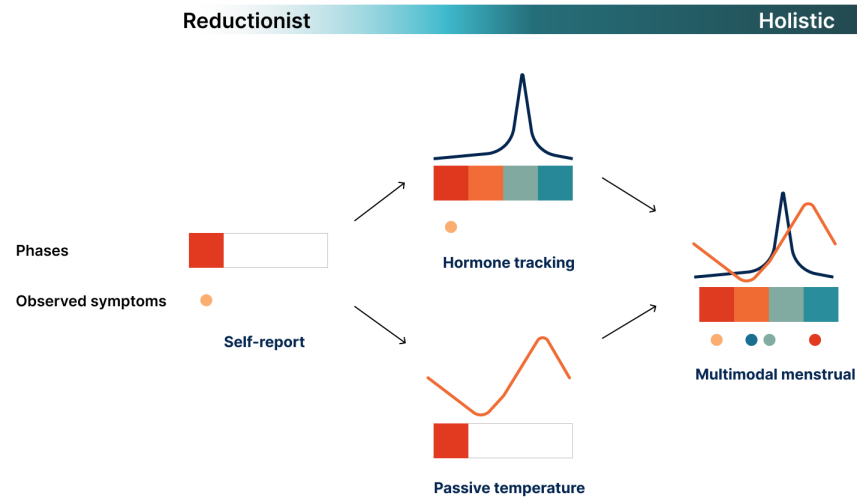 Reductionist
Holistic
Hormone tracking
Phases
Observed symptoms
Self-report
Multimodal menstrual
Passive temperature